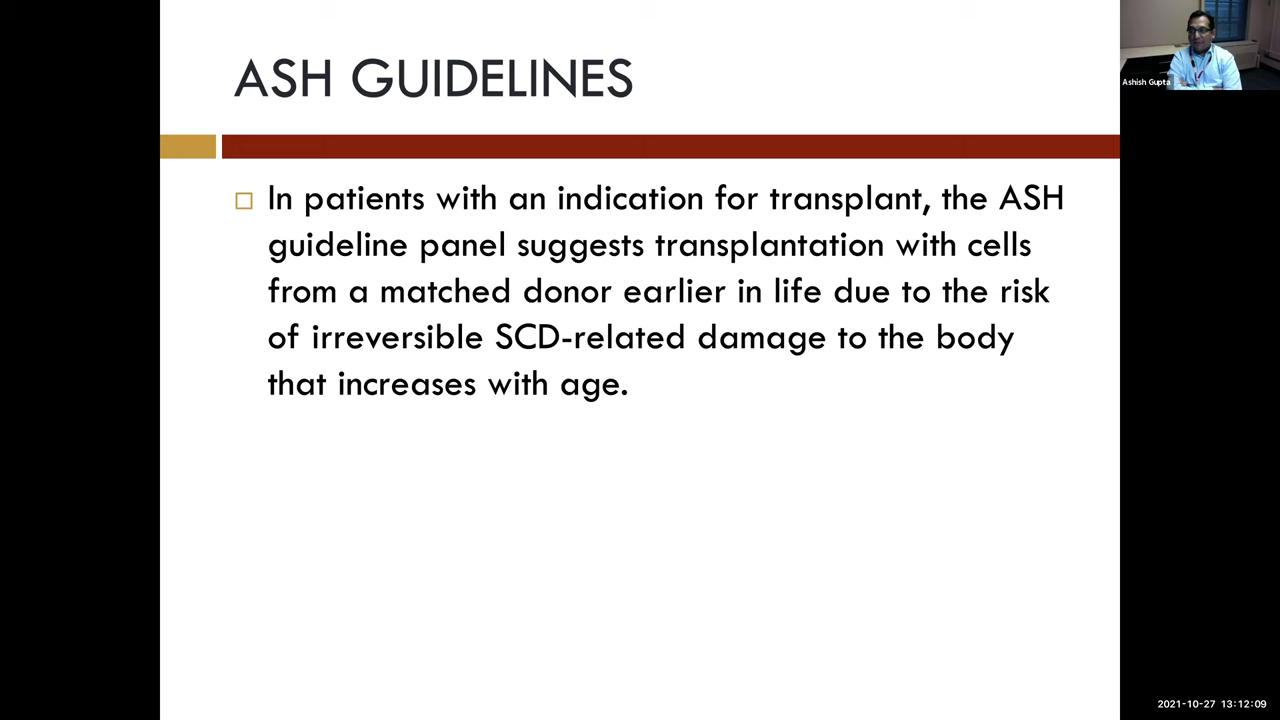 ASH GUIDELINES
In patients with an indication for transplant, the ASH
guideline panel suggests transplantation with cells
from a matched donor earlier in life due to the risk
of irreversible SCD-related damage to the body
that increases with age.
Ashish Gupta
2021-10-27 13:12:09